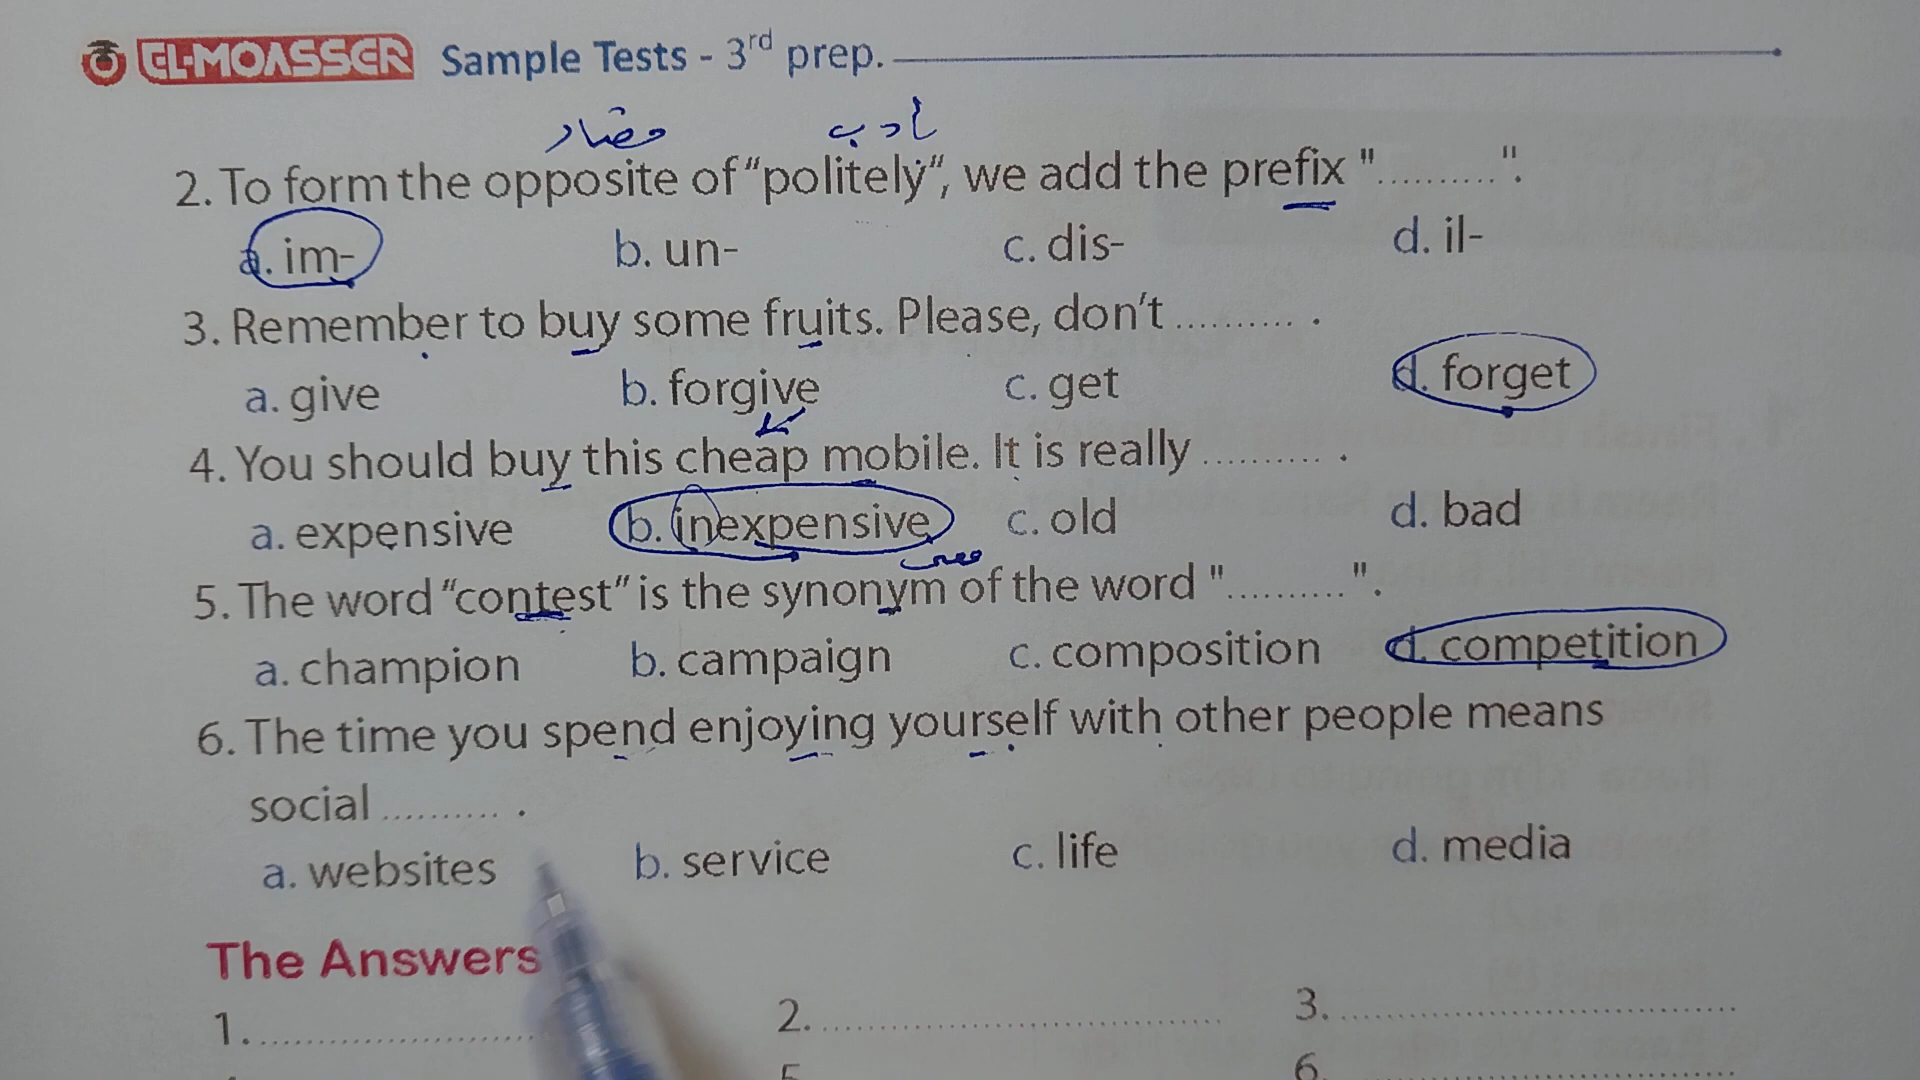 EL-MOASSER Sample Tests - 3rd prep.
مضاد أدب
2. To form the opposite of “politely”, we add the prefix "..........".
a. im- b. un- c. dis- d. il-
3. Remember to buy some fruits. Please, don’t .......... .
a. give b. forgive c. get d. forget
4. You should buy this cheap mobile. It is really .......... .
a. expensive b. inexpensive c. old d. bad
5. The word “contest” is the synonym of the word "..........".
a. champion b. campaign c. composition d. competition
6. The time you spend enjoying yourself with other people means
social .......... .
a. websites b. service c. life d. media
The Answers
1. 2. 3.
6.